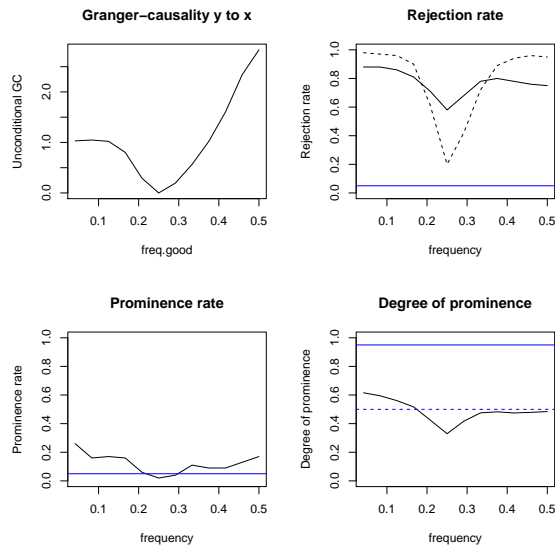 Granger−causality y to x
Unconditional GC
0.0 1.0 2.0
0.1 0.2 0.3 0.4 0.5
freq.good
Rejection rate
Rejection rate
0.0 0.2 0.4 0.6 0.8 1.0
0.1 0.2 0.3 0.4 0.5
frequency
Prominence rate
Prominence rate
0.0 0.2 0.4 0.6 0.8 1.0
0.1 0.2 0.3 0.4 0.5
frequency
Degree of prominence
Degree of prominence
0.0 0.2 0.4 0.6 0.8 1.0
0.1 0.2 0.3 0.4 0.5
frequency